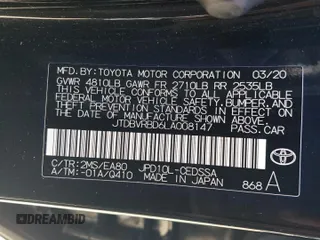 MFD. BY: TOYOTA MOTOR CORPORATION 03/20
GVWR 4810LB GAWR FR 2710LB RR 2535LB
THIS VEHICLE CONFORMS TO ALL APPLICABLE
FEDERAL MOTOR VEHICLE SAFETY, BUMPER,
AND THEFT PREVENTION STANDARDS IN EFFECT
ON THE DATE OF MANUFACTURE SHOWN ABOVE.
JTDBVRBD6LA008147 PASS.CAR
C/TR:2MS/EA80 JPD10L-CEDSSA
A/TM:-01A/Q410 MADE IN JAPAN 868 A
AUTOBIDMASTER